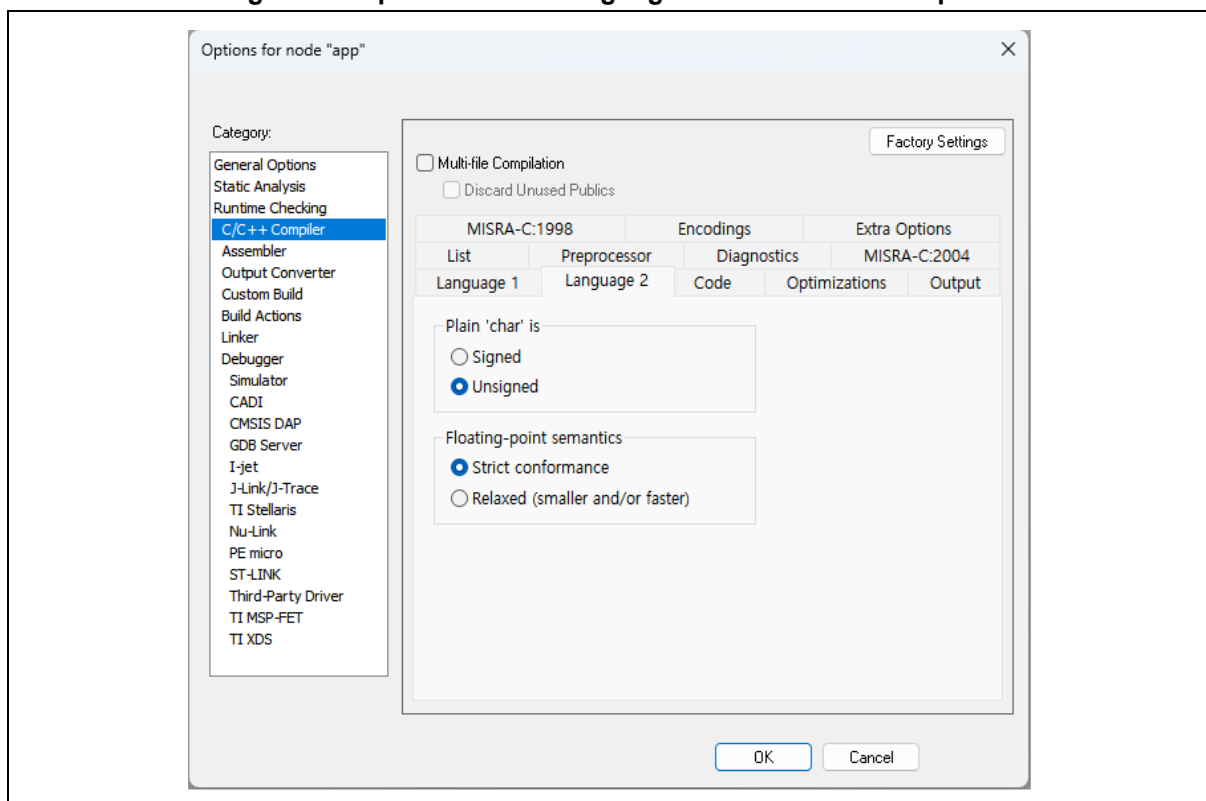 Options for node "app"
Category:
General Options
Static Analysis
Runtime Checking
C/C++ Compiler
Assembler
Output Converter
Custom Build
Build Actions
Linker
Debugger
Simulator
CADI
CMSIS DAP
GDB Server
I-jet
J-Link/J-Trace
TI Stellaris
Nu-Link
PE micro
ST-LINK
Third-Party Driver
TI MSP-FET
TI XDS
Factory Settings
Multi-file Compilation
Discard Unused Publics
MISRA-C:1998 Encodings Extra Options
List Preprocessor Diagnostics MISRA-C:2004
Language 1 Language 2 Code Optimizations Output
Plain 'char' is
Signed
Unsigned
Floating-point semantics
Strict conformance
Relaxed (smaller and/or faster)
OK Cancel